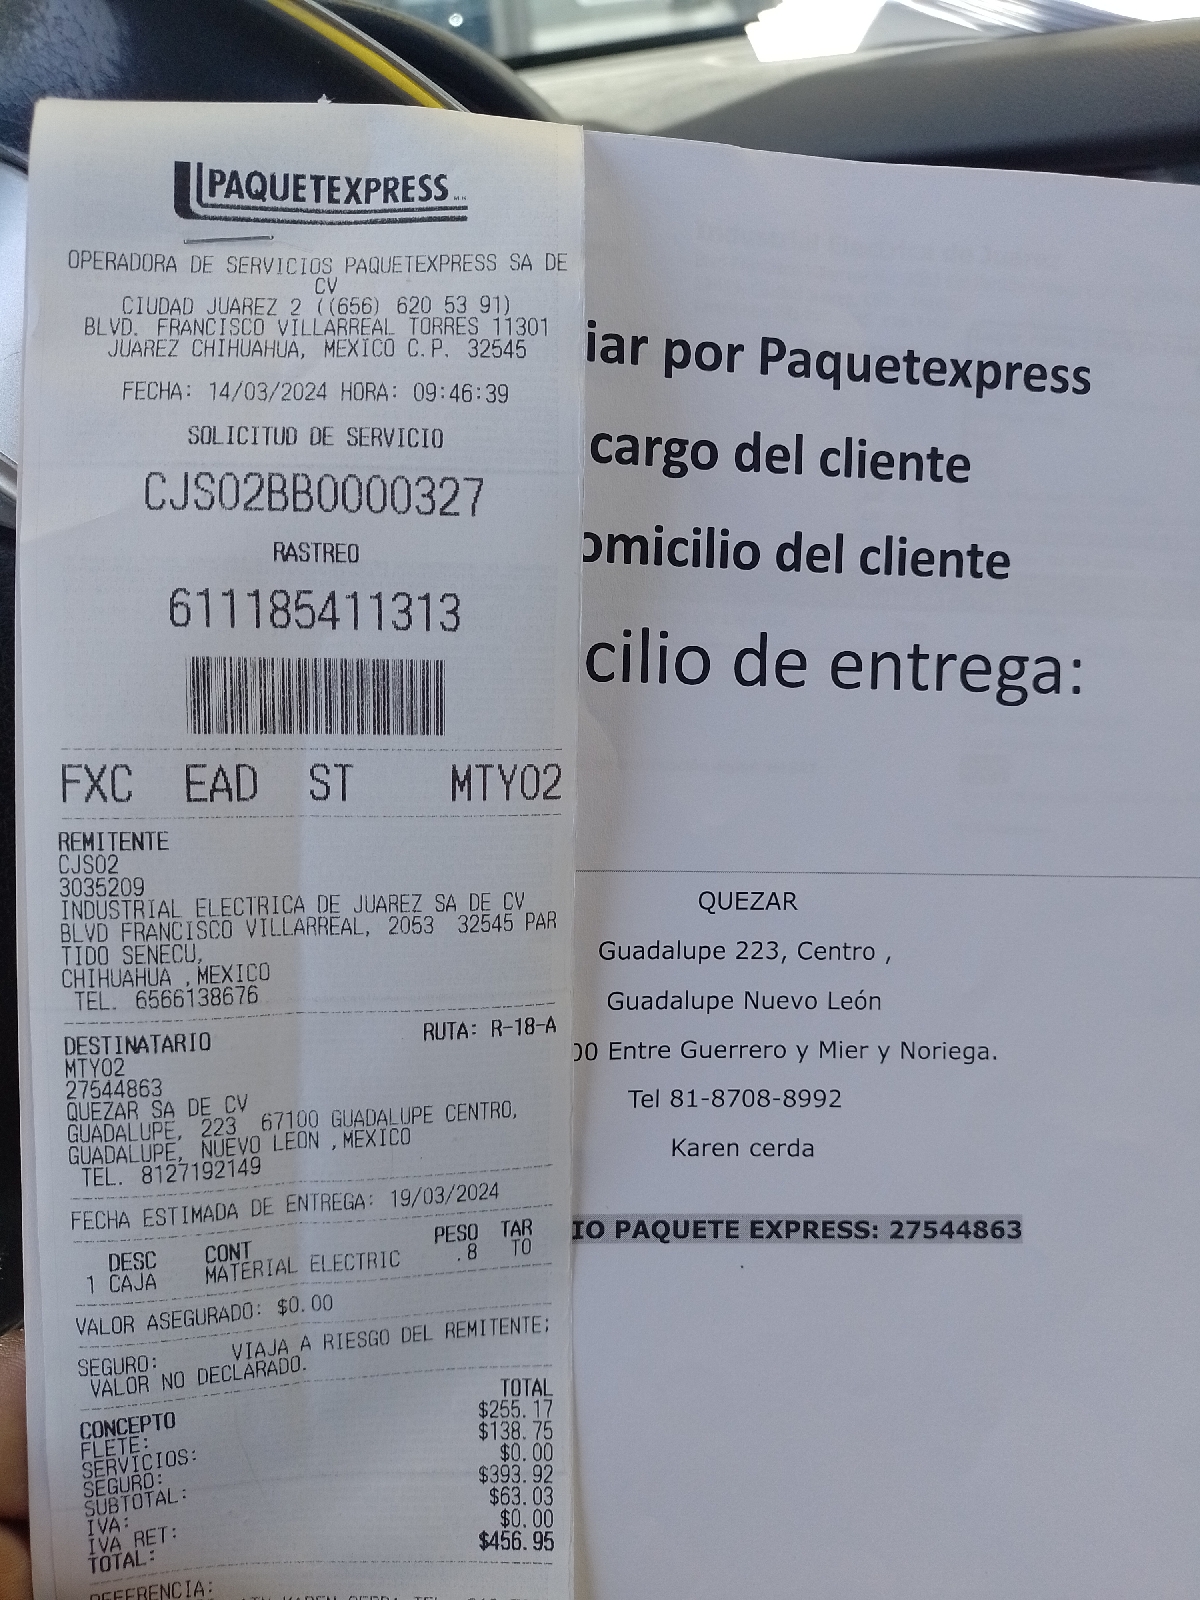 PAQUETEXPRESS
OPERADORA DE SERVICIOS PAQUETEXPRESS SA DE
CV
CIUDAD JUAREZ 2 ((656) 620 53 91)
BLVD. FRANCISCO VILLARREAL TORRES 11301
JUAREZ CHIHUAHUA, MEXICO C.P. 32545
FECHA: 14/03/2024 HORA: 09:46:39
SOLICITUD DE SERVICIO
CJS02BB0000327
RASTREO
611185411313
FXC EAD ST MTY02
REMITENTE
CJS02
3035209
INDUSTRIAL ELECTRICA DE JUAREZ SA DE CV
BLVD FRANCISCO VILLARREAL, 2053 32545 PAR
TIDO SENECU,
CHIHUAHUA ,MEXICO
TEL. 6566138676
DESTINATARIO RUTA: R-18-A
MTY02
27544863
QUEZAR SA DE CV
GUADALUPE, 223 67100 GUADALUPE CENTRO,
GUADALUPE, NUEVO LEON ,MEXICO
TEL. 8127192149
FECHA ESTIMADA DE ENTREGA: 19/03/2024
DESC CONT PESO TAR
1 CAJA MATERIAL ELECTRIC .8 TO
VALOR ASEGURADO: $0.00
SEGURO: VIAJA A RIESGO DEL REMITENTE;
VALOR NO DECLARADO.
CONCEPTO TOTAL
FLETE: $255.17
SERVICIOS: $138.75
SEGURO: $0.00
SUBTOTAL: $393.92
IVA: $63.03
IVA RET: $0.00
TOTAL: $456.95
REFERENCIA:
iar por Paquetexpress
cargo del cliente
omicilio del cliente
cilio de entrega:
QUEZAR
Guadalupe 223, Centro ,
Guadalupe Nuevo León
00 Entre Guerrero y Mier y Noriega.
Tel 81-8708-8992
Karen cerda
IO PAQUETE EXPRESS: 27544863